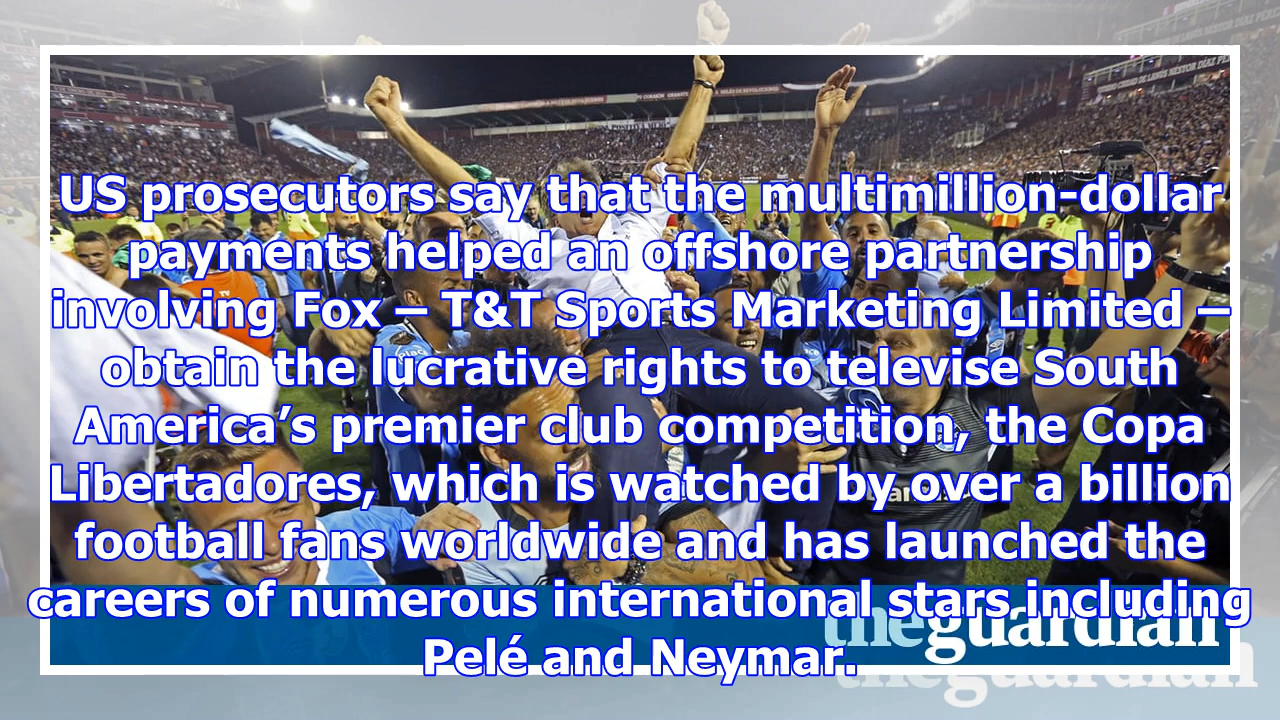 US prosecutors say that the multimillion-dollar
payments helped an offshore partnership
involving Fox – T&T Sports Marketing Limited –
obtain the lucrative rights to televise South
America’s premier club competition, the Copa
Libertadores, which is watched by over a billion
football fans worldwide and has launched the
careers of numerous international stars including
Pelé and Neymar.
theguardian
theguardian